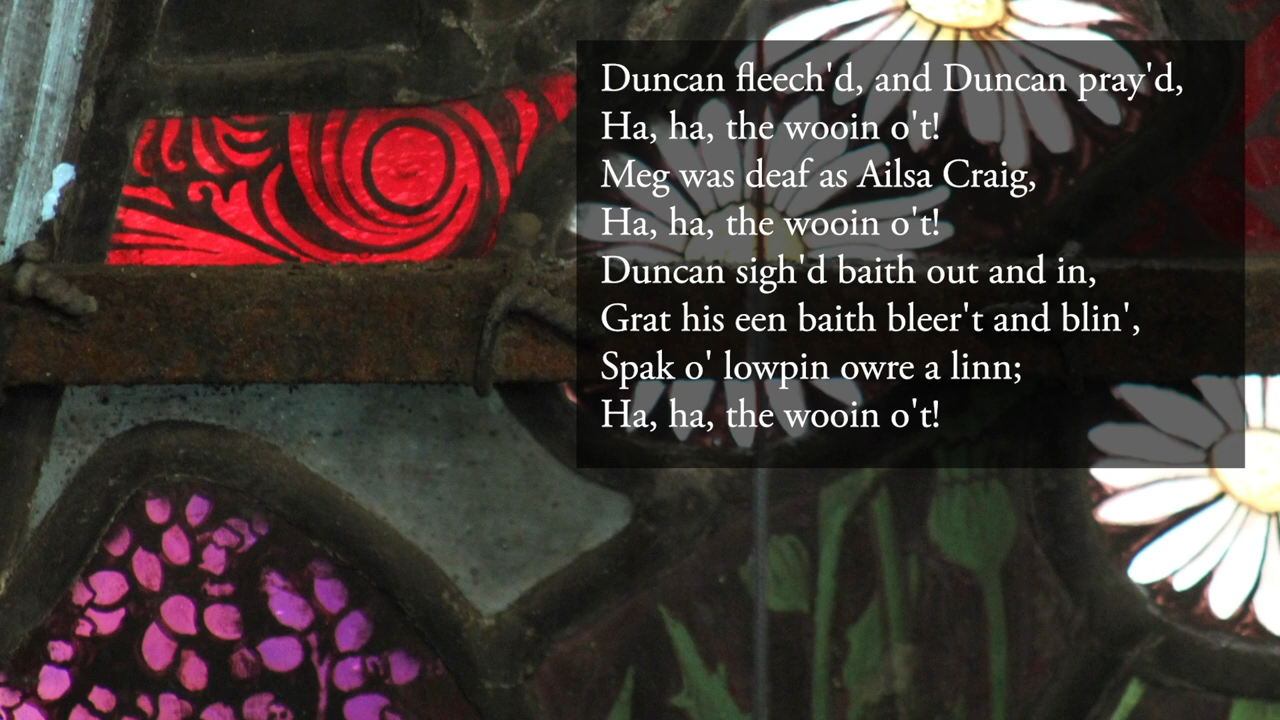 Duncan fleech'd, and Duncan pray'd,
Ha, ha, the wooin o't!
Meg was deaf as Ailsa Craig,
Ha, ha, the wooin o't!
Duncan sigh'd baith out and in,
Grat his een baith bleer't and blin',
Spak o' lowpin owre a linn;
Ha, ha, the wooin o't!